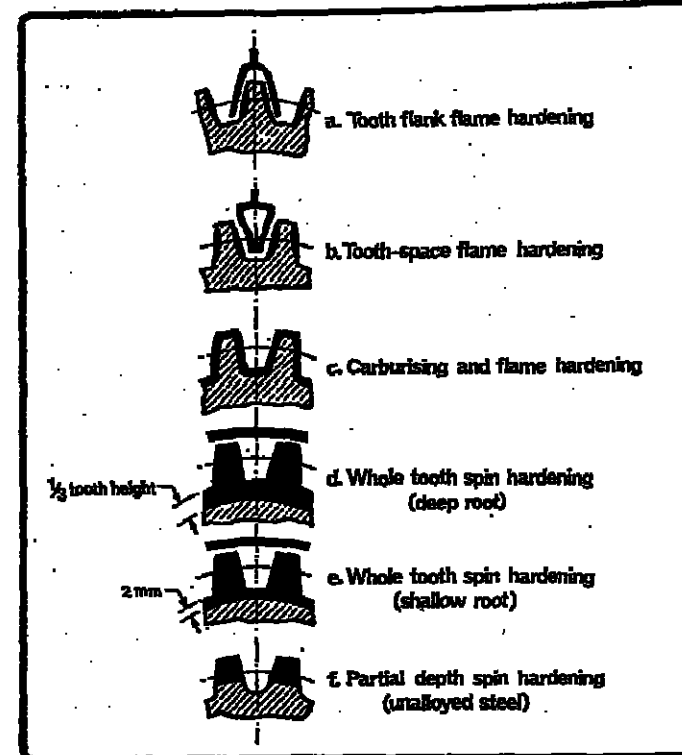 a. Tooth flank flame hardening
b. Tooth-space flame hardening
c. Carburising and flame hardening
d. Whole tooth spin hardening
(deep root)
⅓ tooth height
e. Whole tooth spin hardening
(shallow root)
2 mm
f. Partial depth spin hardening
(unalloyed steel)